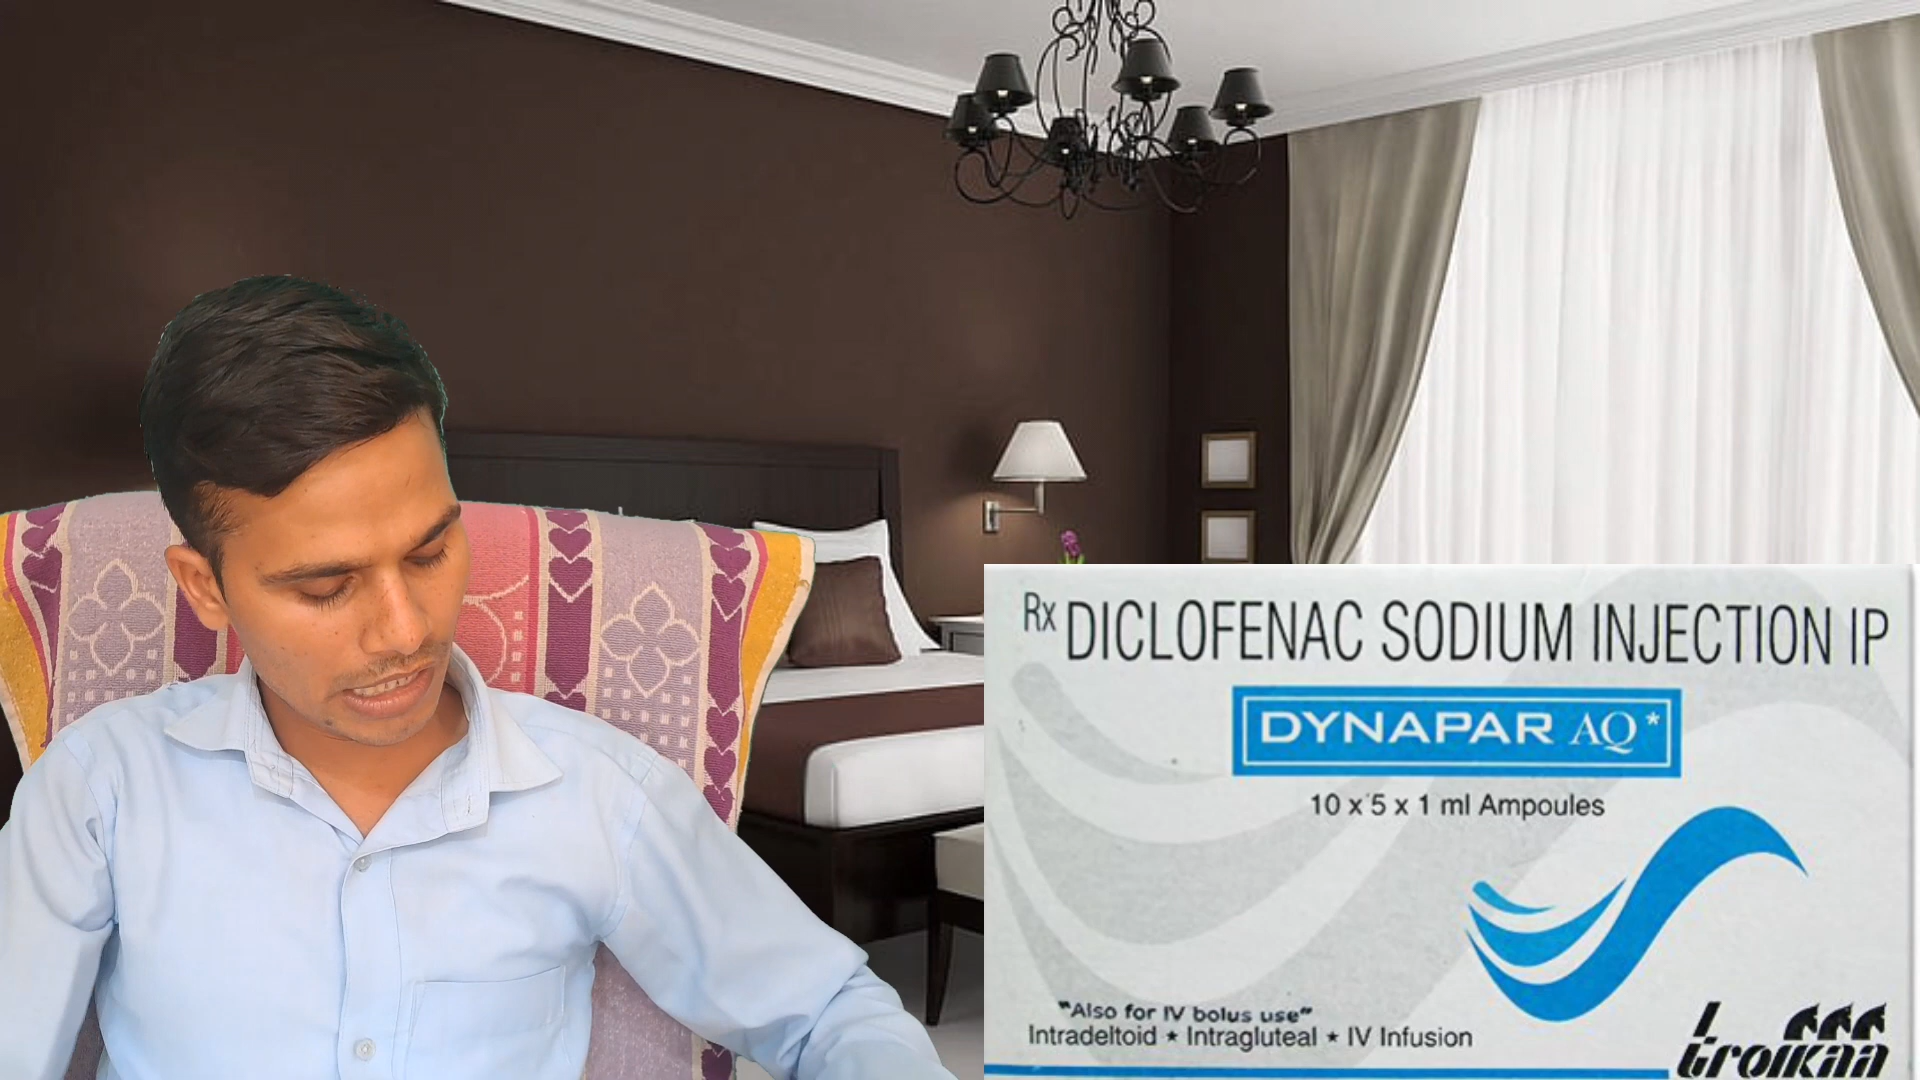 Rx DICLOFENAC SODIUM INJECTION IP
DYNAPAR AQ*
10 x 5 x 1 ml Ampoules
"Also for IV bolus use"
Intradeltoid ★ Intragluteal ★ IV Infusion
troikaa